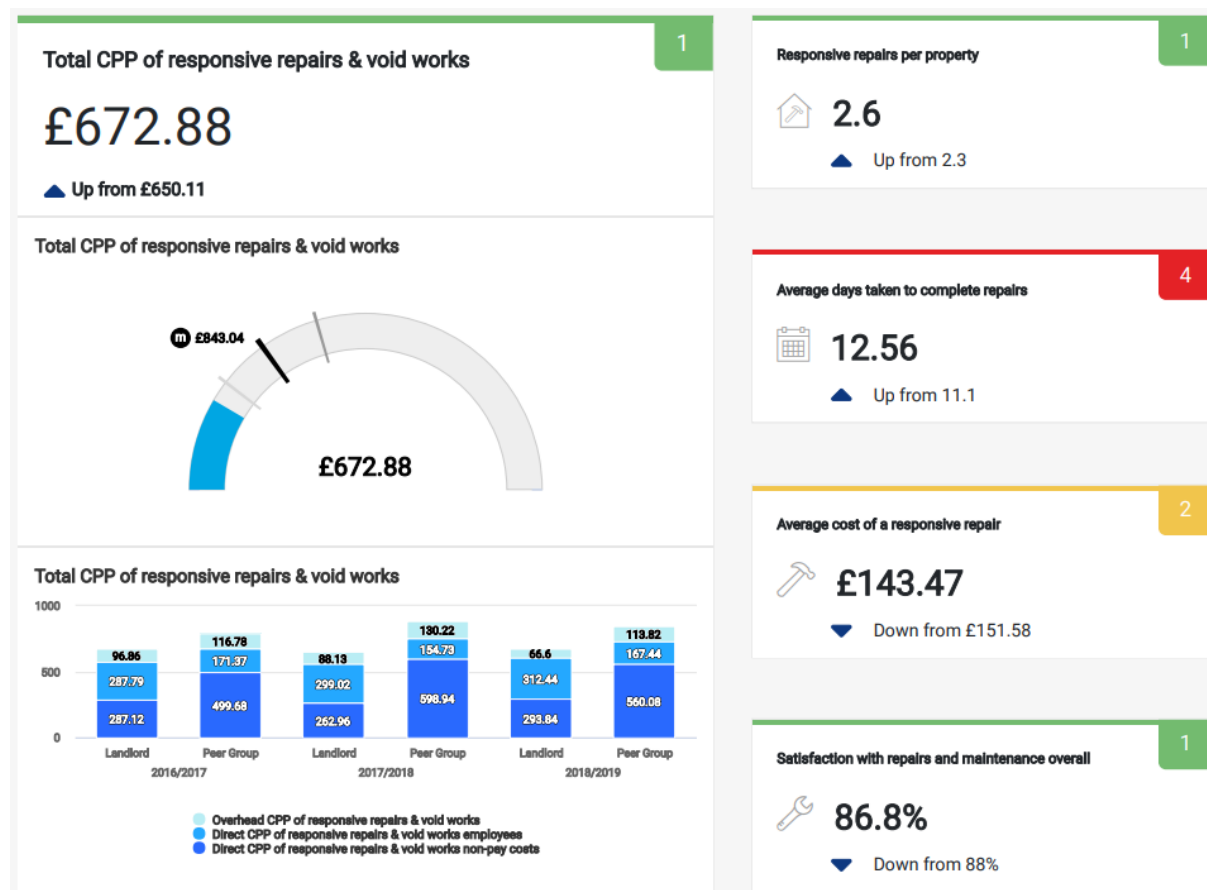 Total CPP of responsive repairs & void works
1
£672.88
Up from £650.11
Total CPP of responsive repairs & void works
m £843.04
£672.88
Total CPP of responsive repairs & void works
1000
500
0
96.86
287.79
287.12
116.78
171.37
499.68
88.13
299.02
262.96
130.22
154.73
598.94
66.6
312.44
293.84
113.82
167.44
560.08
Landlord Peer Group Landlord Peer Group Landlord Peer Group
2016/2017 2017/2018 2018/2019
Overhead CPP of responsive repairs & void works
Direct CPP of responsive repairs & void works employees
Direct CPP of responsive repairs & void works non-pay costs
Responsive repairs per property
1
2.6
Up from 2.3
Average days taken to complete repairs
4
12.56
Up from 11.1
Average cost of a responsive repair
2
£143.47
Down from £151.58
Satisfaction with repairs and maintenance overall
1
86.8%
Down from 88%